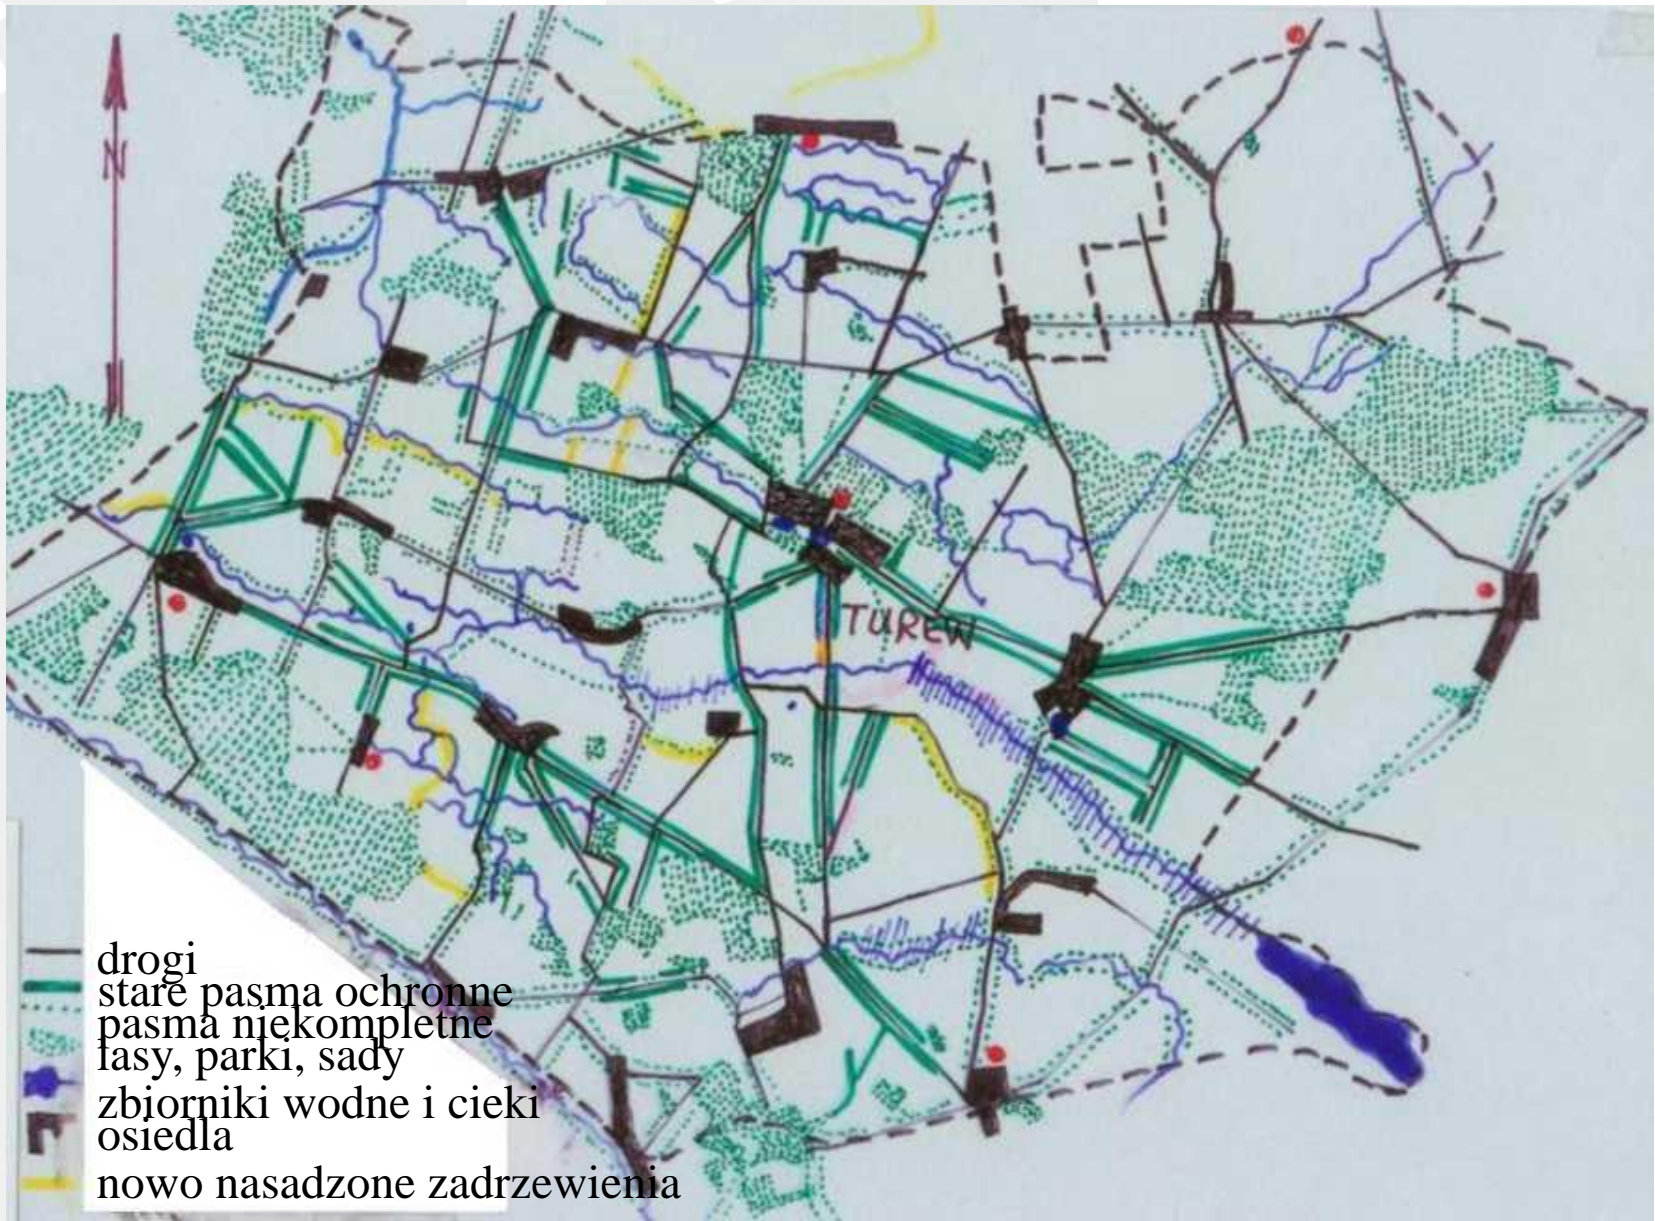 N
TUREW
drogi
stare pasma ochronne
pasma niekompletne
lasy, parki, sady
zbiorniki wodne i cieki
osiedla
nowo nasadzone zadrzewienia